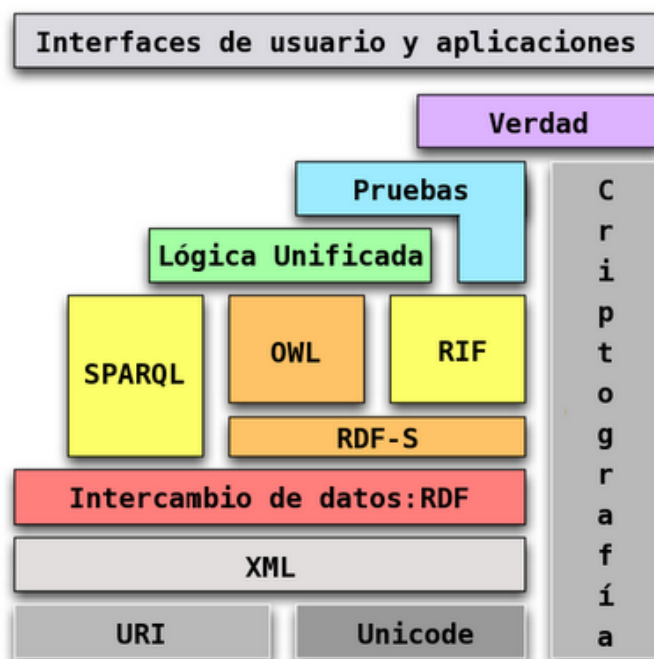 Interfaces de usuario y aplicaciones
Verdad
Pruebas
Lógica Unificada
SPARQL
OWL
RIF
RDF-S
Intercambio de datos:RDF
XML
URI
Unicode
Criptografía